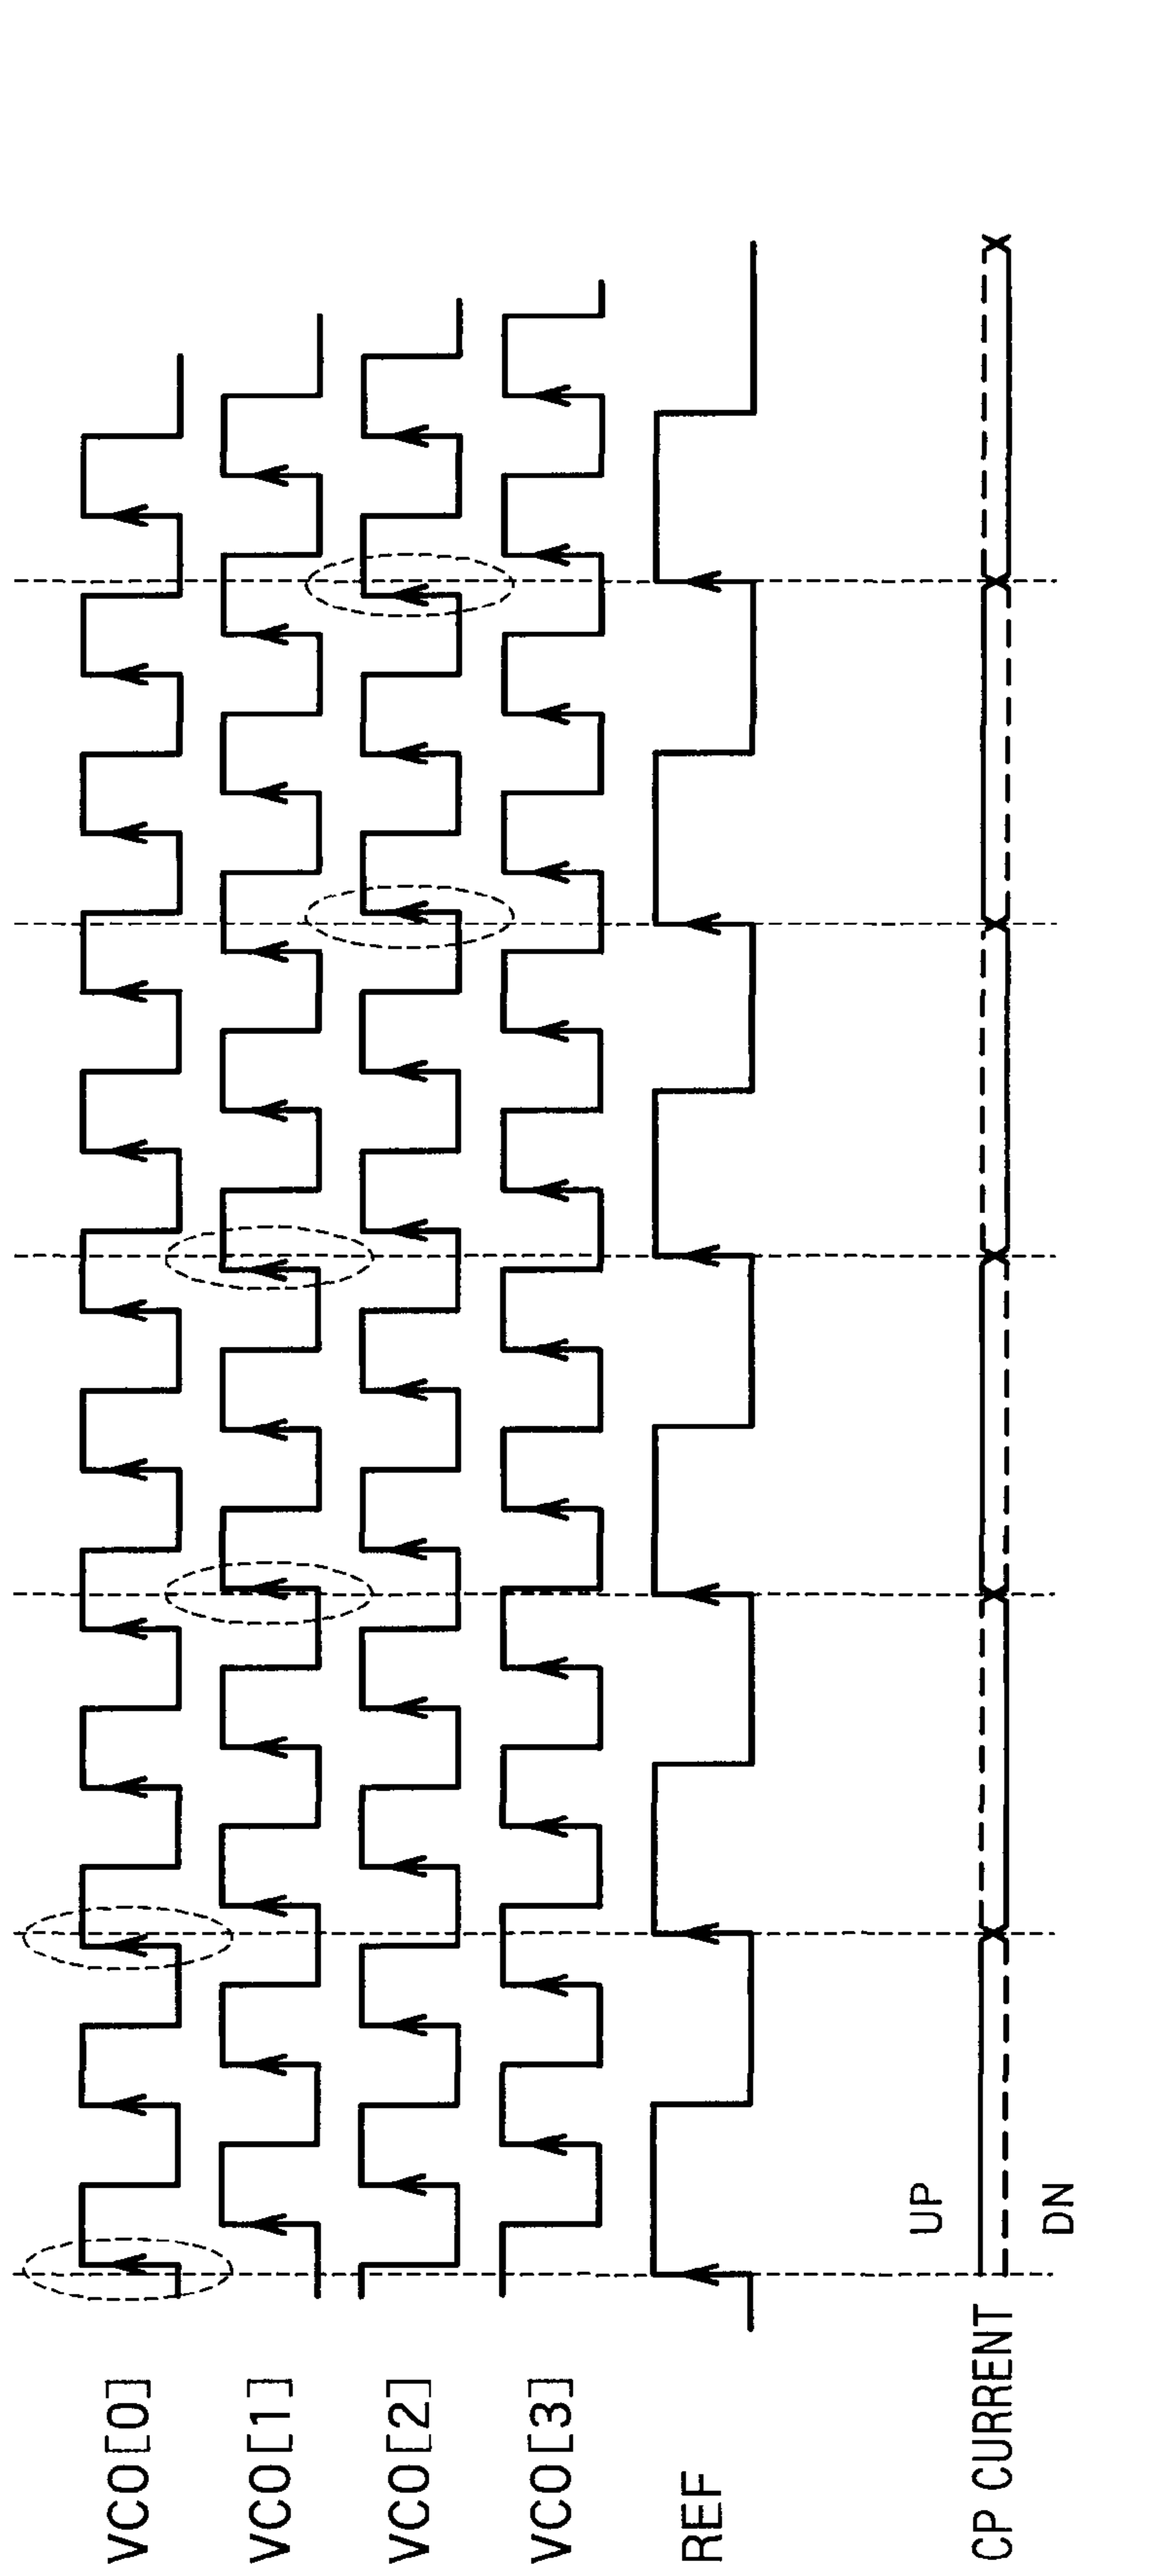 VCO[0]
VCO[1]
VCO[2]
VCO[3]
REF
UP
CP CURRENT
DN